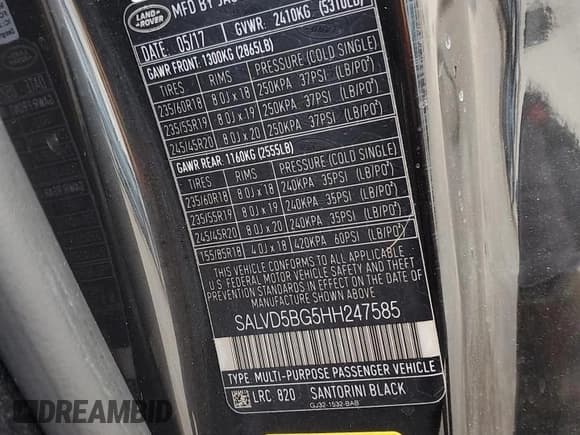 LAND ROVER
MFD BY JAG
DATE: 05/17 GVWR: 2410KG (5310LB)
GAWR FRONT: 1300KG (2865LB)
TIRES RIMS PRESSURE (COLD SINGLE)
235/60R18 8.0J x 18 250KPA 37PSI (LB/PO²)
235/55R19 8.0J x 19 250KPA 37PSI (LB/PO²)
245/45R20 8.0J x 20 250KPA 37PSI (LB/PO²)
GAWR REAR: 1160KG (2555LB)
TIRES RIMS PRESSURE (COLD SINGLE)
235/60R18 8.0J x 18 240KPA 35PSI (LB/PO²)
235/55R19 8.0J x 19 240KPA 35PSI (LB/PO²)
245/45R20 8.0J x 20 240KPA 35PSI (LB/PO²)
155/85R18 4.0J x 18 420KPA 60PSI (LB/PO²)
THIS VEHICLE CONFORMS TO ALL APPLICABLE
U.S. FEDERAL MOTOR VEHICLE SAFETY AND THEFT
PREVENTION STANDARDS IN EFFECT ON THE DATE OF
MANUFACTURE SHOWN ABOVE.
SALVD5BG5HH247585
TYPE: MULTI-PURPOSE PASSENGER VEHICLE
LRC 820 SANTORINI BLACK
GJ32-1532-BAB
DREAMBID